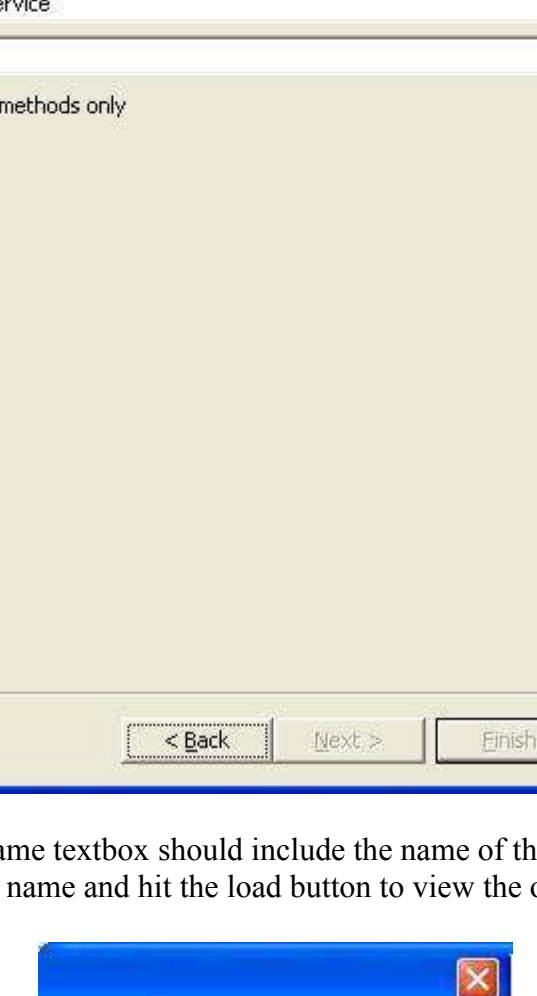 ervice
methods only
< Back Next > Finish
ame textbox should include the name of th
name and hit the load button to view the